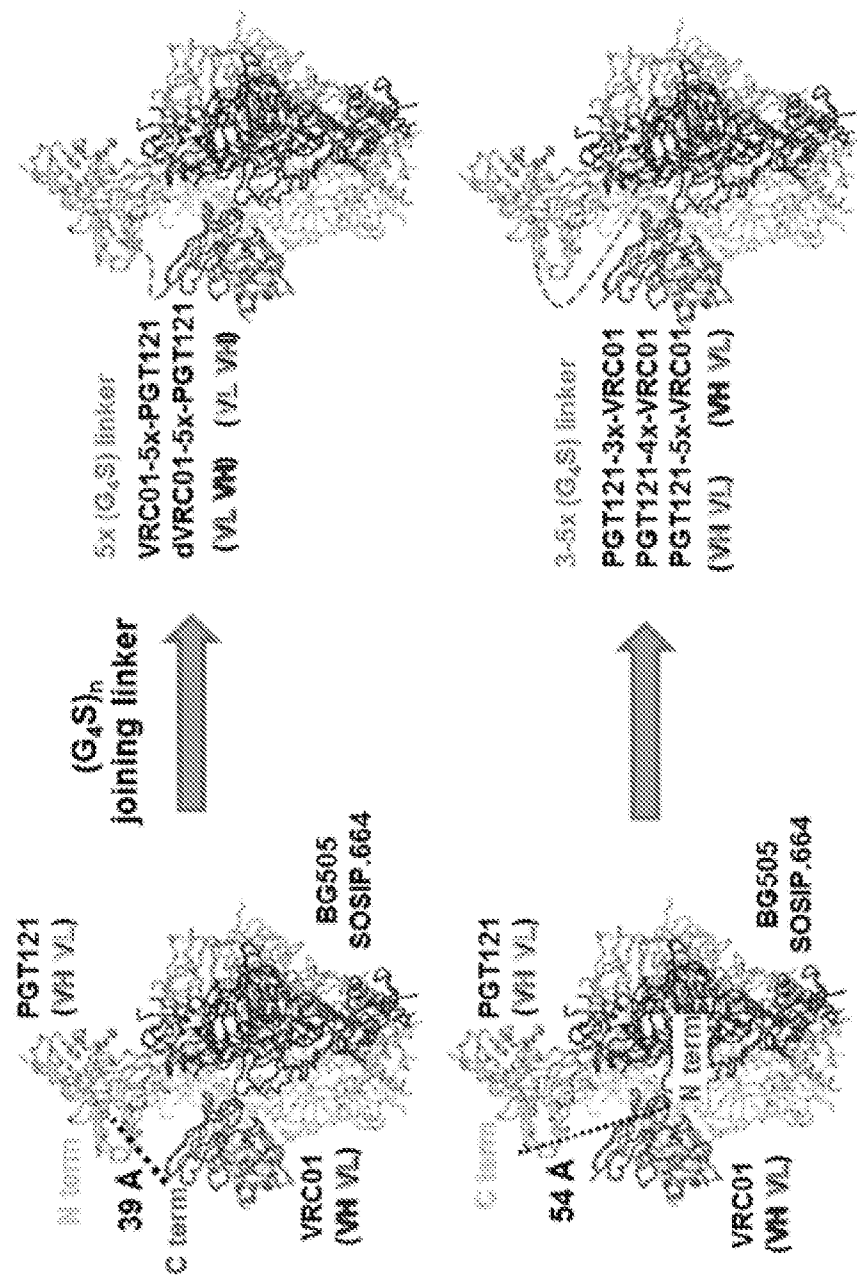 N term
PGT121
(VH VL)
39 A
C term
VRC01
(VH VL)
BG505
SOSIP.664
(G₄S)ₙ
joining linker
5x (G₄S) linker
VRC01-5x-PGT121
dVRC01-5x-PGT121
(VL VH) (VL VH)
C term
PGT121
(VH VL)
54 A
N term
VRC01
(VH VL)
BG505
SOSIP.664
3-5x (G₄S) linker
PGT121-3x-VRC01
PGT121-4x-VRC01
PGT121-5x-VRC01
(VH VL) (VH VL)